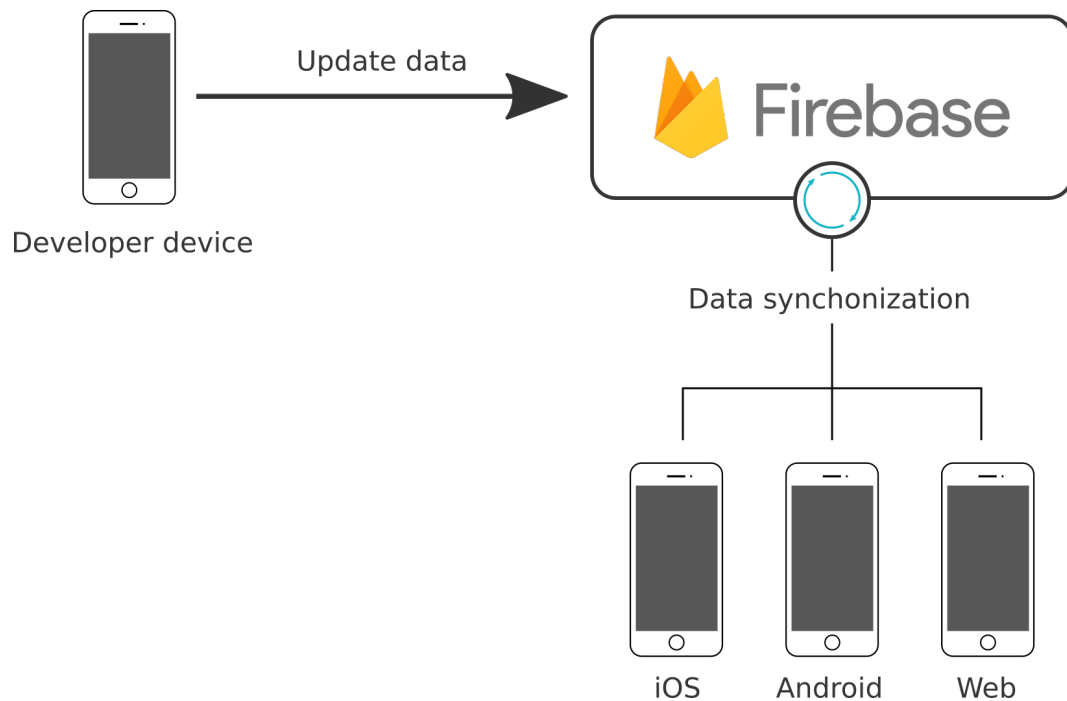 Update data
Firebase
Developer device
Data synchonization
iOS
Android
Web